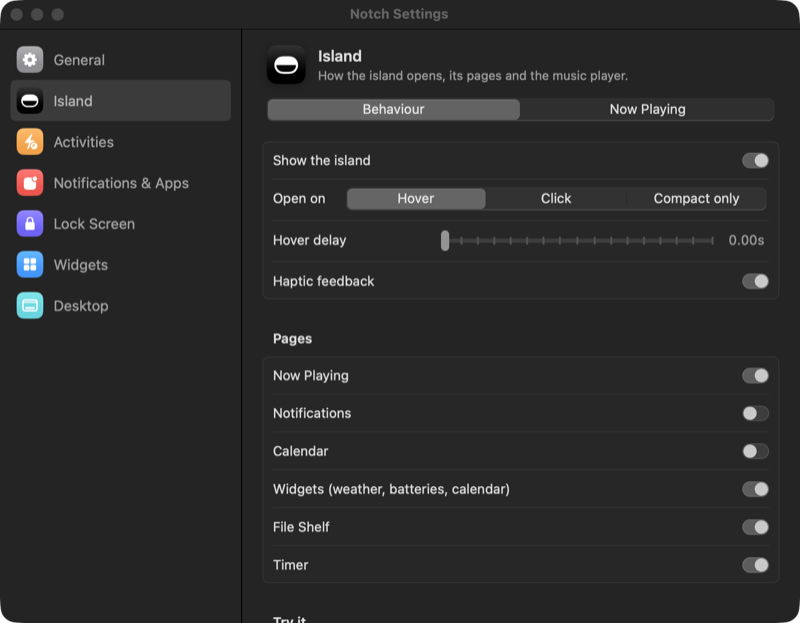 Notch Settings
General
Island
Activities
Notifications & Apps
Lock Screen
Widgets
Desktop
Island
How the island opens, its pages and the music player.
Behaviour
Now Playing
Show the island
Open on
Hover
Click
Compact only
Hover delay
0.00s
Haptic feedback
Pages
Now Playing
Notifications
Calendar
Widgets (weather, batteries, calendar)
File Shelf
Timer
Try it